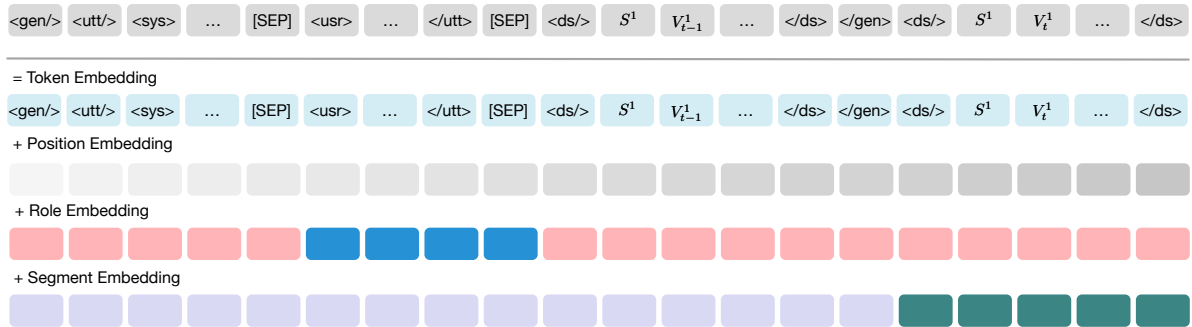 <gen/> <utt/> <sys> ... [SEP] <usr> ... </utt> [SEP] <ds/> S¹ V¹ₜ₋₁ ... </ds> </gen> <ds/> S¹ V¹ₜ ... </ds>
= Token Embedding
<gen/> <utt/> <sys> ... [SEP] <usr> ... </utt> [SEP] <ds/> S¹ V¹ₜ₋₁ ... </ds> </gen> <ds/> S¹ V¹ₜ ... </ds>
+ Position Embedding
+ Role Embedding
+ Segment Embedding